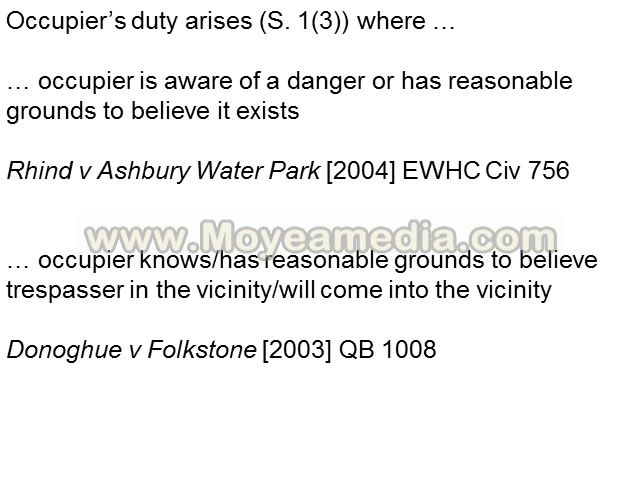 Occupier’s duty arises (S. 1(3)) where …
… occupier is aware of a danger or has reasonable
grounds to believe it exists
Rhind v Ashbury Water Park [2004] EWHC Civ 756
www.Moyeamedia.com
… occupier knows/has reasonable grounds to believe
trespasser in the vicinity/will come into the vicinity
Donoghue v Folkstone [2003] QB 1008